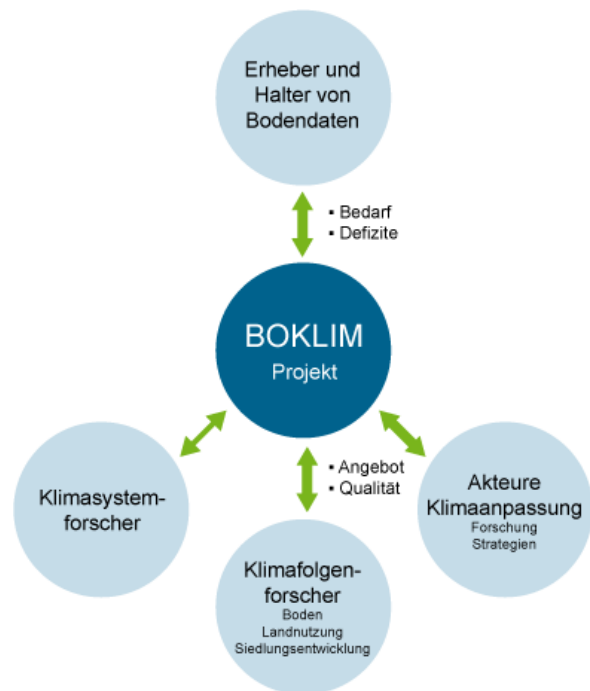 Erheber und
Halter von
Bodendaten
▪ Bedarf
▪ Defizite
BOKLIM
Projekt
▪ Angebot
▪ Qualität
Klimasystem-
forscher
Klimafolgen-
forscher
Boden
Landnutzung
Siedlungsentwicklung
Akteure
Klimaanpassung
Forschung
Strategien